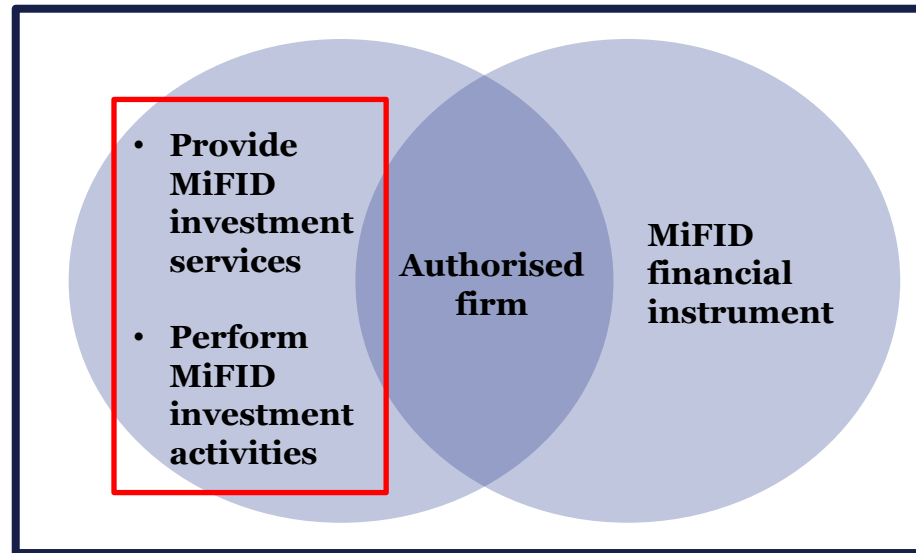 • Provide
MiFID
investment
services
• Perform
MiFID
investment
activities
Authorised
firm
MiFID
financial
instrument